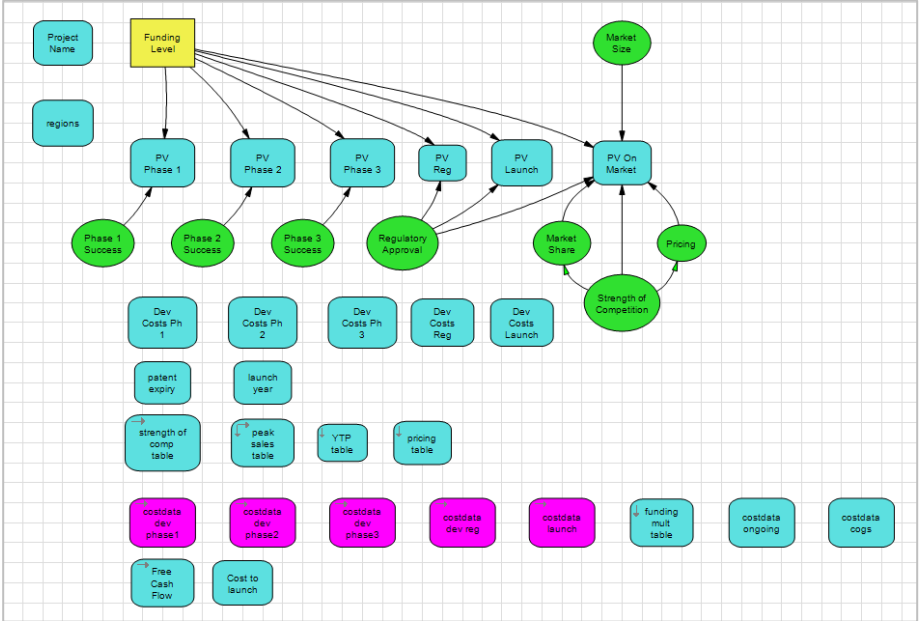 Project
Name
Funding
Level
Market
Size
regions
PV
Phase 1
PV
Phase 2
PV
Phase 3
PV
Reg
PV
Launch
PV On
Market
Phase 1
Success
Phase 2
Success
Phase 3
Success
Regulatory
Approval
Market
Share
Pricing
Strength of
Competition
Dev
Costs Ph
1
Dev
Costs Ph
2
Dev
Costs Ph
3
Dev
Costs
Reg
Dev
Costs
Launch
patent
expiry
launch
year
strength of
comp
table
peak
sales
table
YTP
table
pricing
table
costdata
dev
phase1
costdata
dev
phase2
costdata
dev
phase3
costdata
dev reg
costdata
launch
funding
mult
table
costdata
ongoing
costdata
cogs
Free
Cash
Flow
Cost to
launch